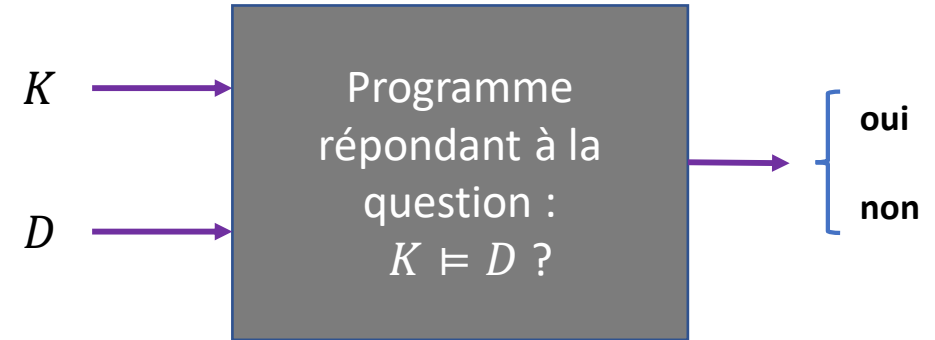 K
D
Programme
répondant à la
question :
K ⊨ D ?
oui
non